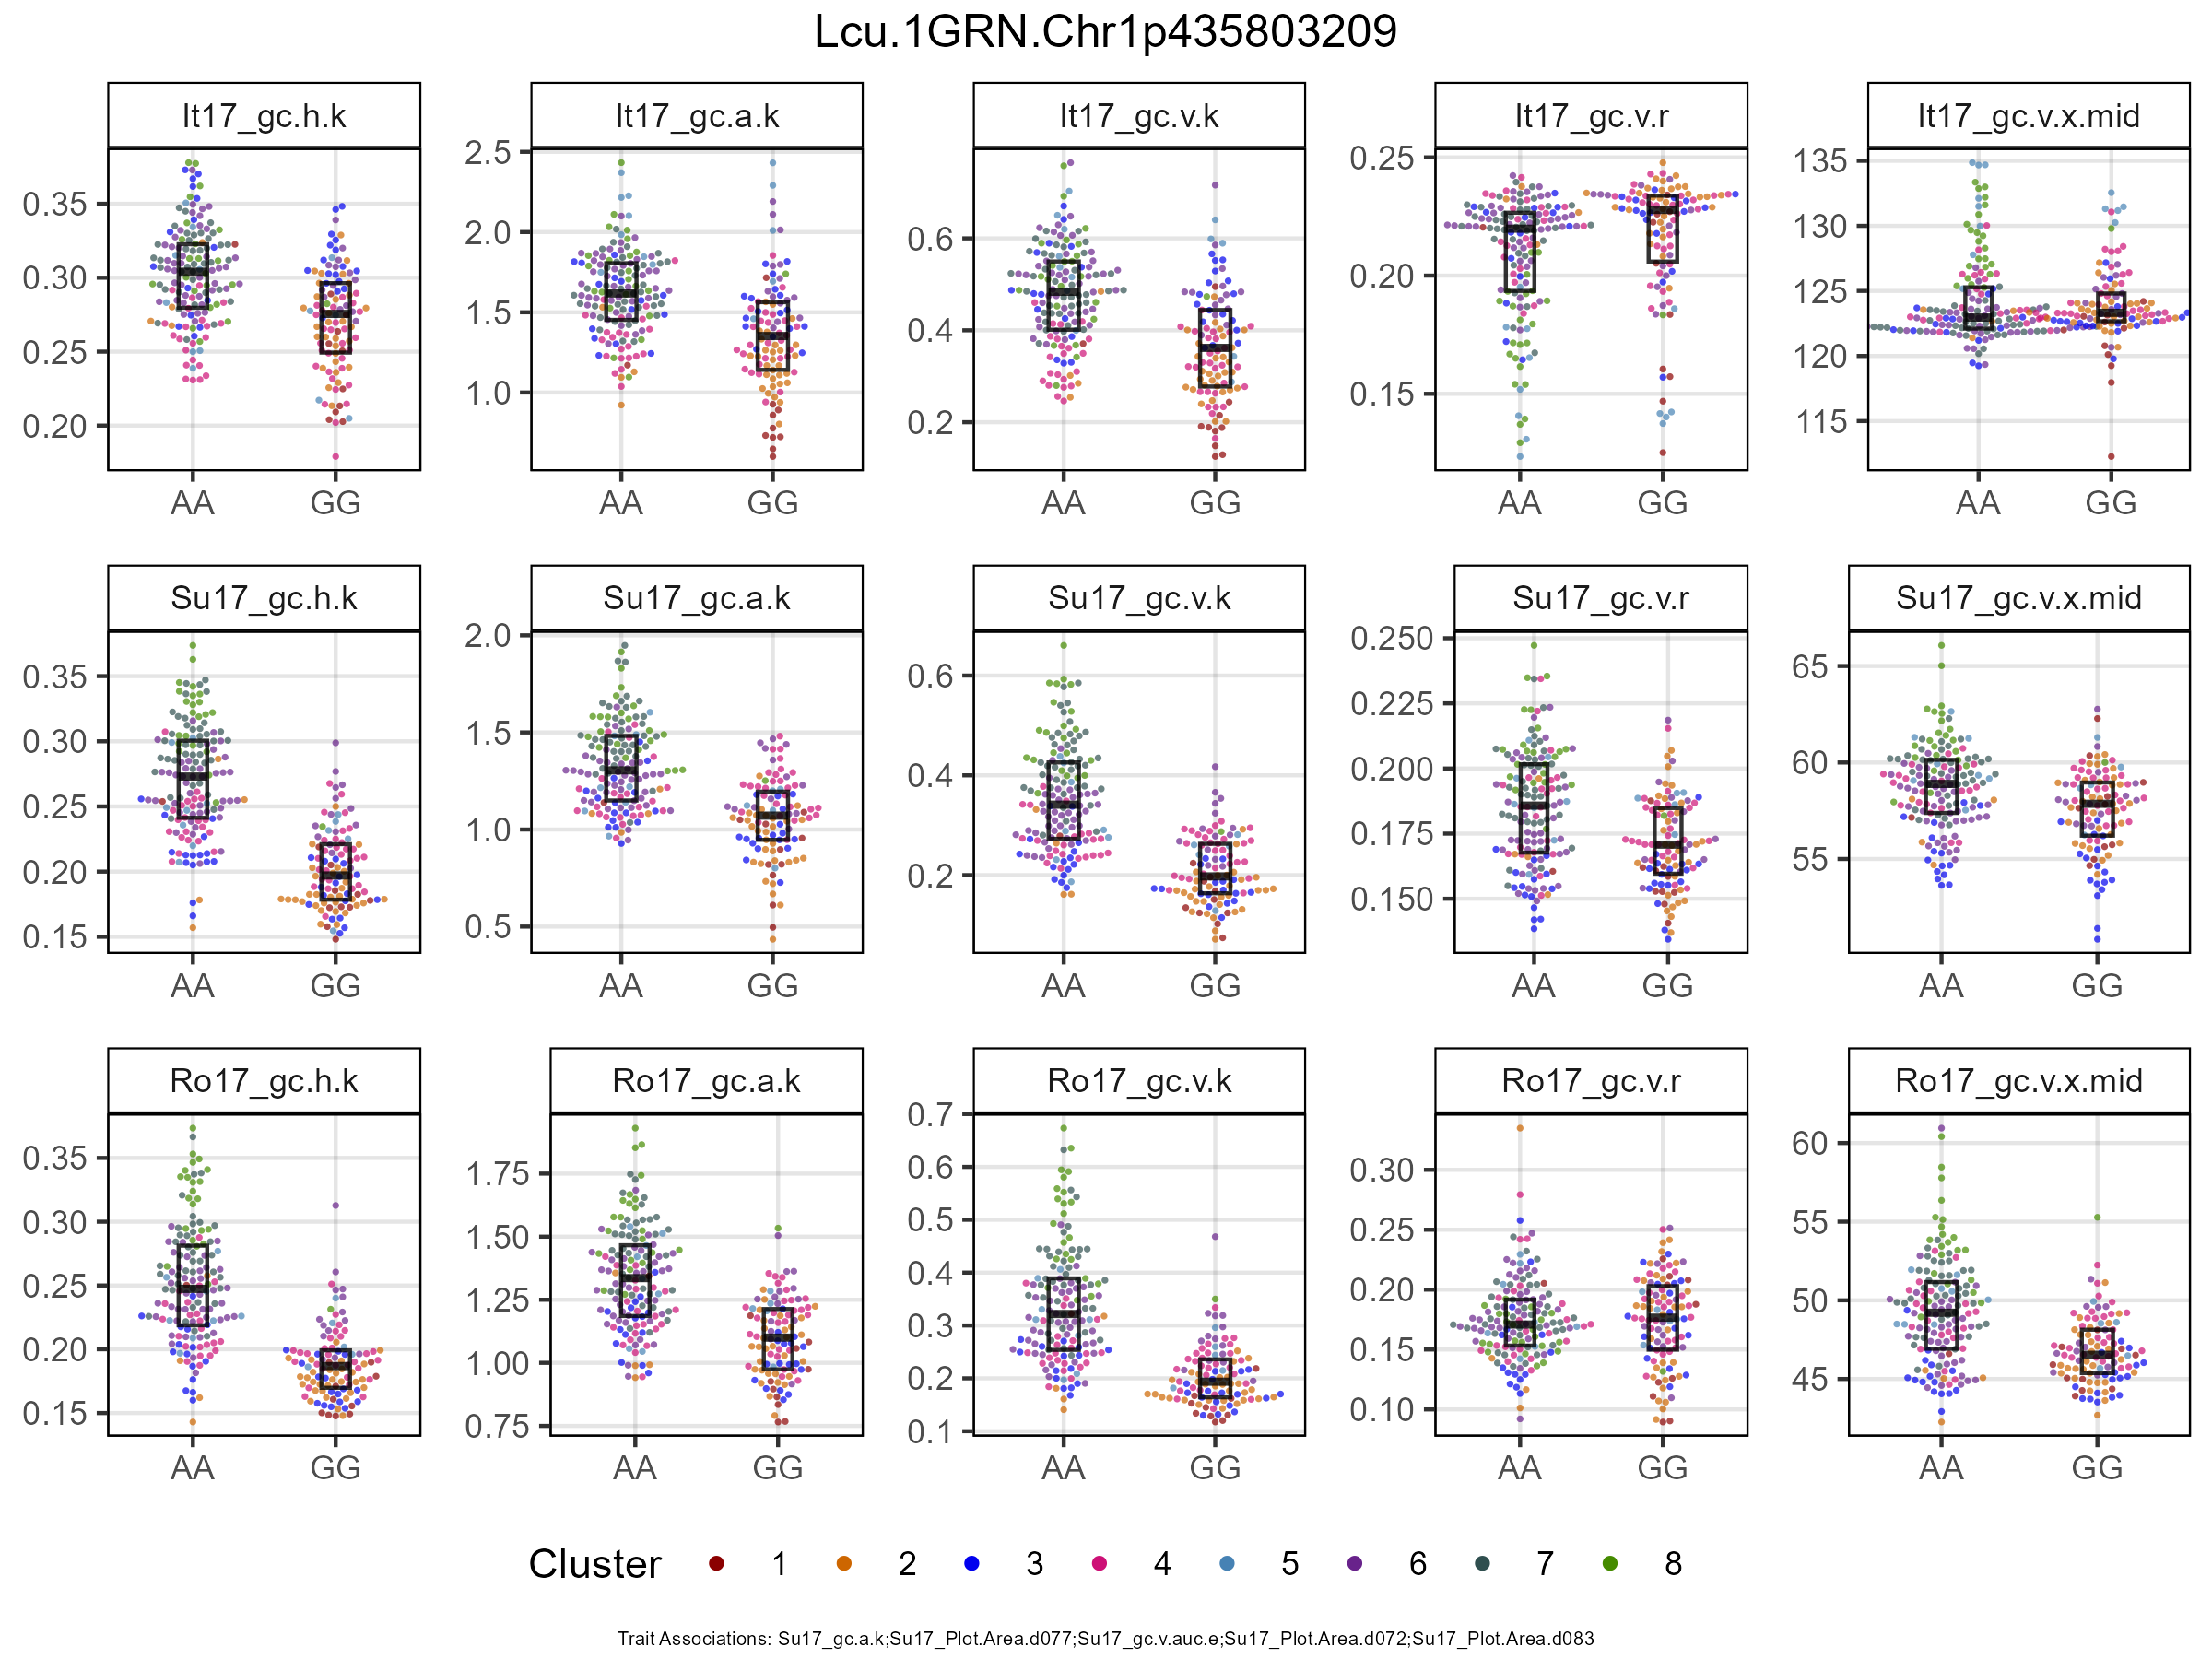 Lcu.1GRN.Chr1p435803209
It17_gc.h.k It17_gc.a.k It17_gc.v.k It17_gc.v.r It17_gc.v.x.mid
0.35 0.30 0.25 0.20
2.5 2.0 1.5 1.0
0.6 0.4 0.2
0.25 0.20 0.15
135 130 125 120 115
AA GG AA GG AA GG AA GG AA GG
Su17_gc.h.k Su17_gc.a.k Su17_gc.v.k Su17_gc.v.r Su17_gc.v.x.mid
0.35 0.30 0.25 0.20 0.15
2.0 1.5 1.0 0.5
0.6 0.4 0.2
0.250 0.225 0.200 0.175 0.150
65 60 55
AA GG AA GG AA GG AA GG AA GG
Ro17_gc.h.k Ro17_gc.a.k Ro17_gc.v.k Ro17_gc.v.r Ro17_gc.v.x.mid
0.35 0.30 0.25 0.20 0.15
1.75 1.50 1.25 1.00 0.75
0.7 0.6 0.5 0.4 0.3 0.2 0.1
0.30 0.25 0.20 0.15 0.10
60 55 50 45
AA GG AA GG AA GG AA GG AA GG
Cluster 1 2 3 4 5 6 7 8
Trait Associations: Su17_gc.a.k;Su17_Plot.Area.d077;Su17_gc.v.auc.e;Su17_Plot.Area.d072;Su17_Plot.Area.d083